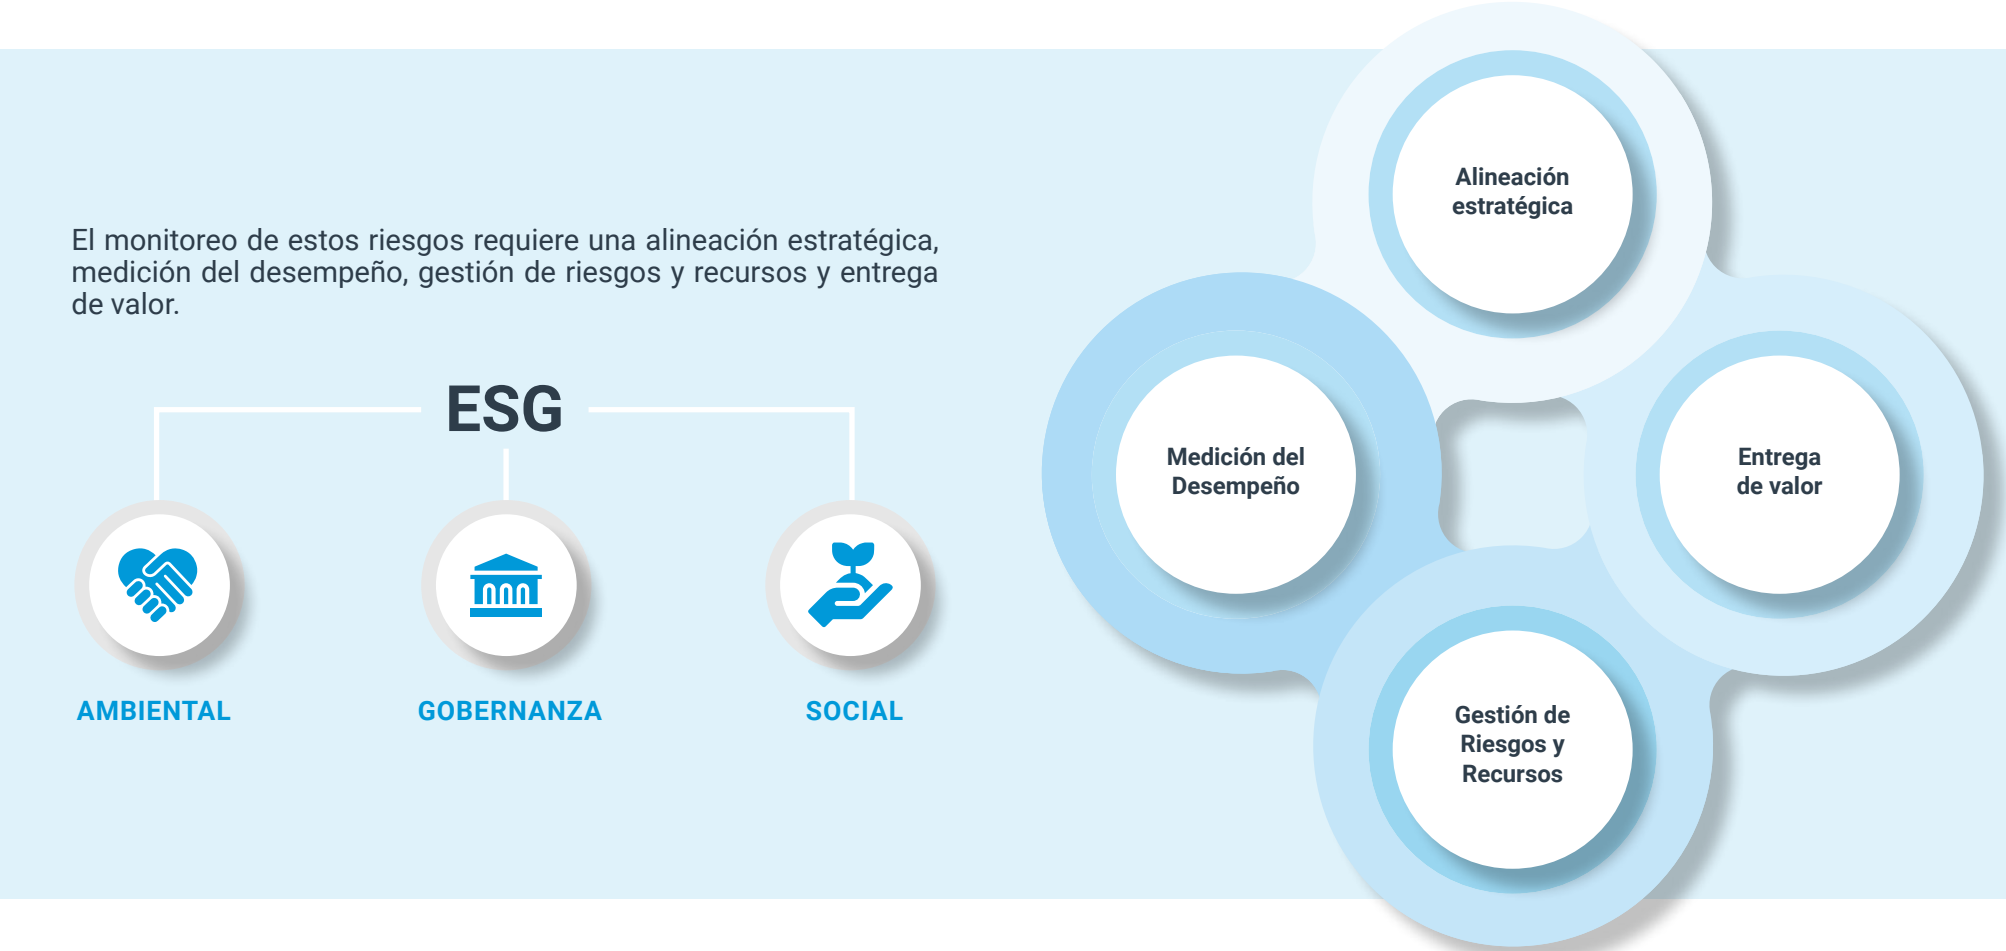 El monitoreo de estos riesgos requiere una alineación estratégica,
medición del desempeño, gestión de riesgos y recursos y entrega
de valor.
ESG
AMBIENTAL
GOBERNANZA
SOCIAL
Alineación
estratégica
Medición del
Desempeño
Entrega
de valor
Gestión de
Riesgos y
Recursos